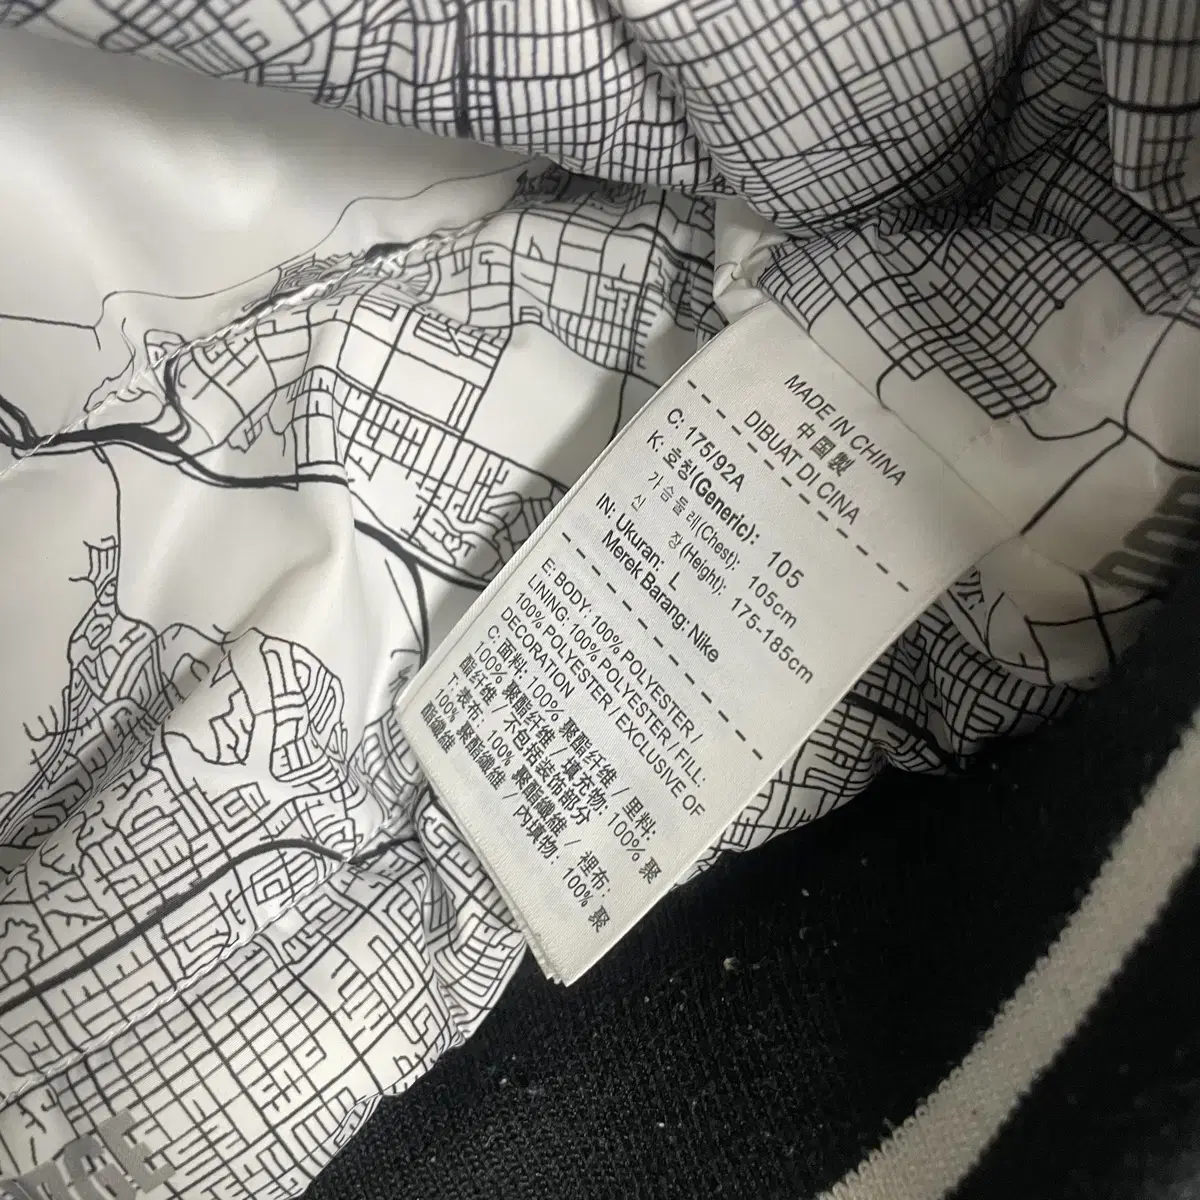 MADE IN CHINA
中国製
DIBUAT DI CINA
C: 175/92A
K: 호칭(Generic): 105
가슴둘레(Chest): 105cm
신 장(Height): 175-185cm
IN: Ukuran: L
Merek Barang: Nike
E: BODY: 100% POLYESTER /
LINING: 100% POLYESTER / FILL:
100% POLYESTER / EXCLUSIVE OF
DECORATION
C: 面料: 100% 聚酯纤维 / 里料:
100% 聚酯纤维 / 填充物: 100% 聚
酯纤维 / 不包括装饰部分
T: 表布: 100% 聚酯纖維 / 裡布:
100% 聚酯纖維 / 內填物: 100% 聚
酯纖維